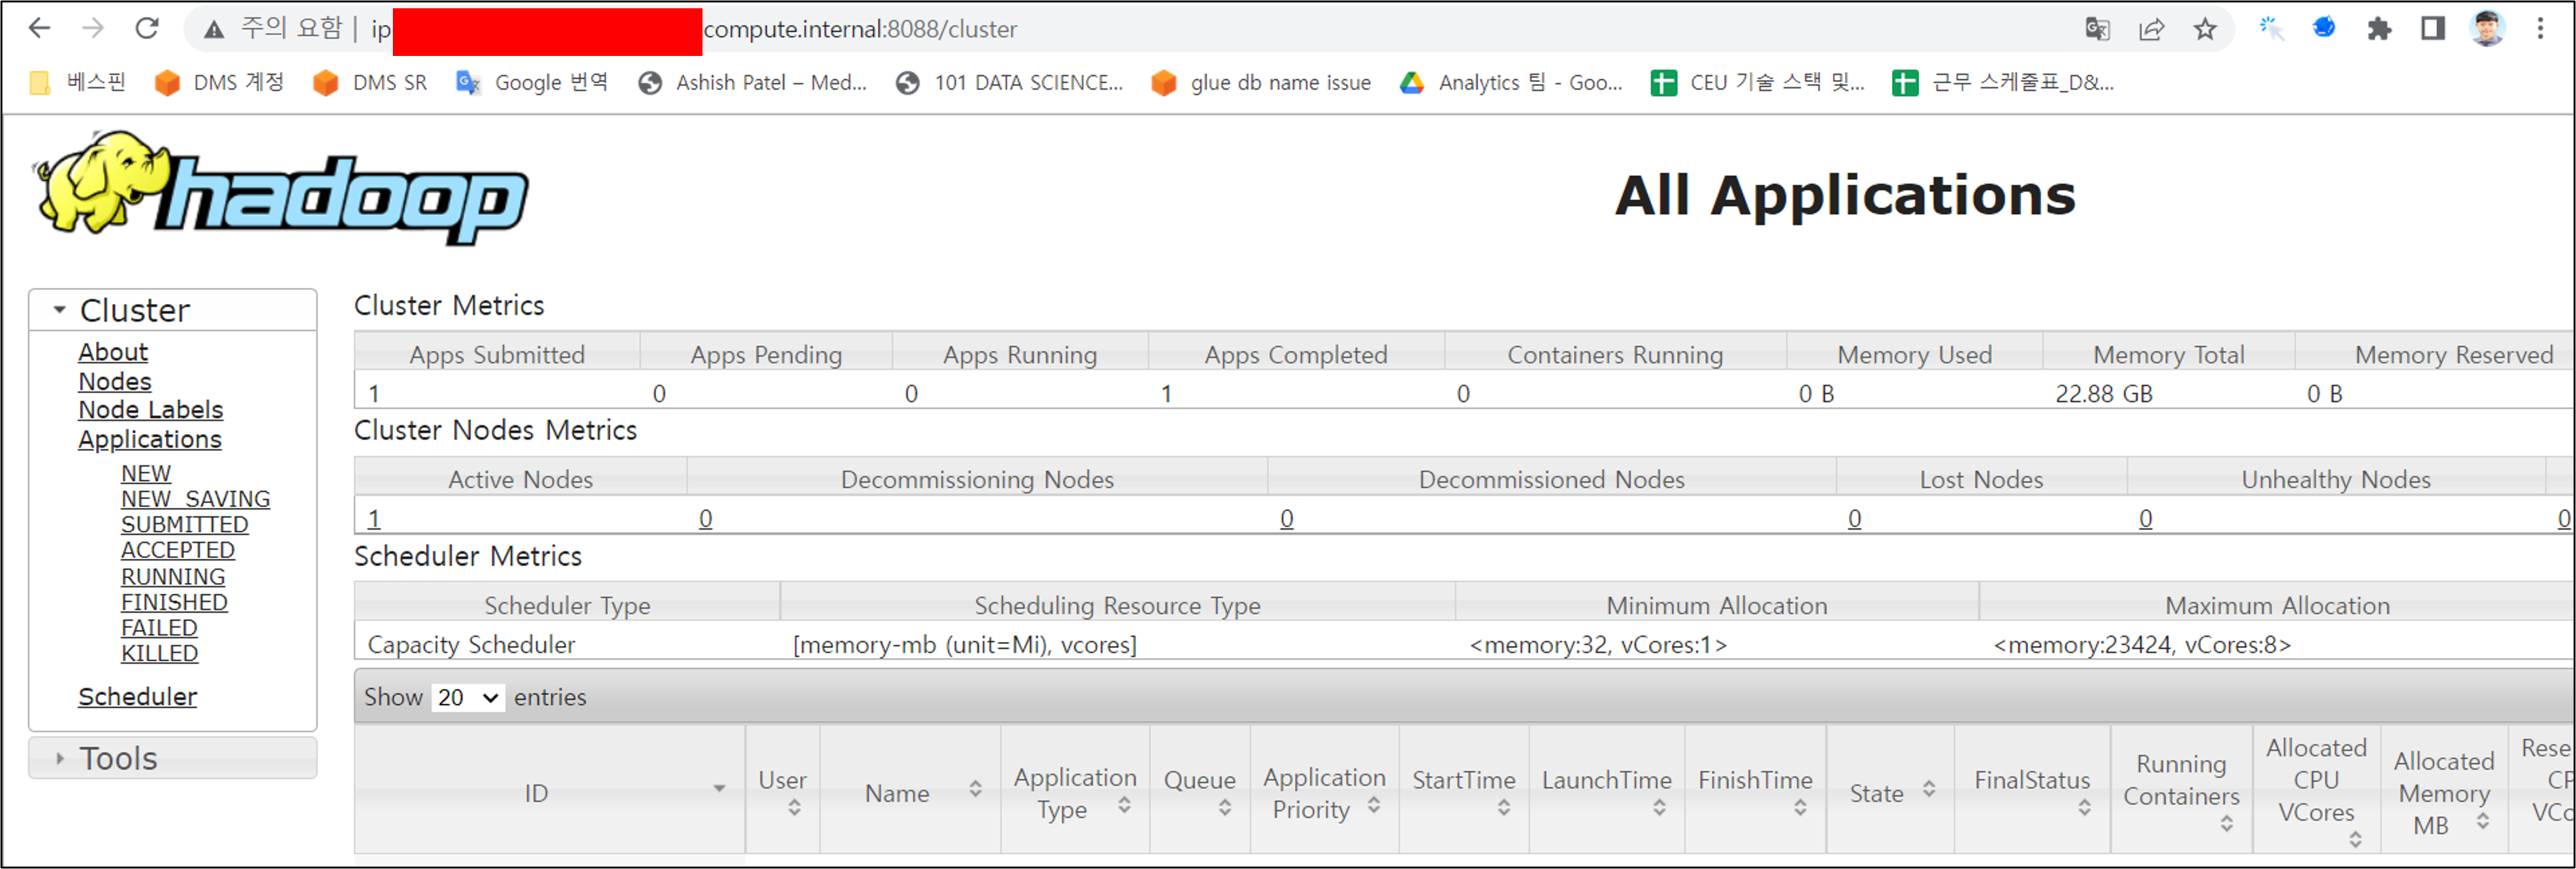 주의 요함 ip compute.internal:8088/cluster
베스핀 DMS 계정 DMS SR Google 번역 Ashish Patel – Med... 101 DATA SCIENCE... glue db name issue Analytics 팀 - Goo... CEU 기술 스택 및... 근무 스케줄표_D&...
hadoop
All Applications
Cluster
About
Nodes
Node Labels
Applications
NEW
NEW_SAVING
SUBMITTED
ACCEPTED
RUNNING
FINISHED
FAILED
KILLED
Scheduler
Tools
Cluster Metrics
Apps Submitted Apps Pending Apps Running Apps Completed Containers Running Memory Used Memory Total Memory Reserved
1 0 0 1 0 0 B 22.88 GB 0 B
Cluster Nodes Metrics
Active Nodes Decommissioning Nodes Decommissioned Nodes Lost Nodes Unhealthy Nodes
1 0 0 0 0 0
Scheduler Metrics
Scheduler Type Scheduling Resource Type Minimum Allocation Maximum Allocation
Capacity Scheduler [memory-mb (unit=Mi), vcores] <memory:32, vCores:1> <memory:23424, vCores:8>
Show 20 entries
ID User Name Application Type Queue Application Priority StartTime LaunchTime FinishTime State FinalStatus Running Containers Allocated CPU VCores Allocated Memory MB